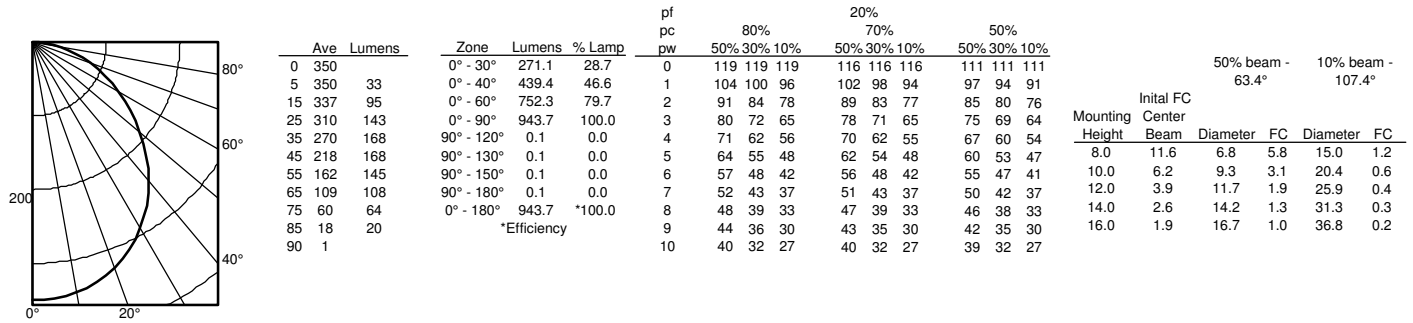 80°
60°
200
40°
0° 20°
Ave Lumens
0 350
5 350 33
15 337 95
25 310 143
35 270 168
45 218 168
55 162 145
65 109 108
75 60 64
85 18 20
90 1
Zone Lumens % Lamp
0° - 30° 271.1 28.7
0° - 40° 439.4 46.6
0° - 60° 752.3 79.7
0° - 90° 943.7 100.0
90° - 120° 0.1 0.0
90° - 130° 0.1 0.0
90° - 150° 0.1 0.0
90° - 180° 0.1 0.0
0° - 180° 943.7 *100.0
*Efficiency
pf 20%
pc 80% 70% 50%
pw 50% 30% 10% 50% 30% 10% 50% 30% 10%
0 119 119 119 116 116 116 111 111 111
1 104 100 96 102 98 94 97 94 91
2 91 84 78 89 83 77 85 80 76
3 80 72 65 78 71 65 75 69 64
4 71 62 56 70 62 55 67 60 54
5 64 55 48 62 54 48 60 53 47
6 57 48 42 56 48 42 55 47 41
7 52 43 37 51 43 37 50 42 37
8 48 39 33 47 39 33 46 38 33
9 44 36 30 43 35 30 42 35 30
10 40 32 27 40 32 27 39 32 27
50% beam - 10% beam -
63.4° 107.4°
Inital FC
Mounting Center
Height Beam Diameter FC Diameter FC
8.0 11.6 6.8 5.8 15.0 1.2
10.0 6.2 9.3 3.1 20.4 0.6
12.0 3.9 11.7 1.9 25.9 0.4
14.0 2.6 14.2 1.3 31.3 0.3
16.0 1.9 16.7 1.0 36.8 0.2